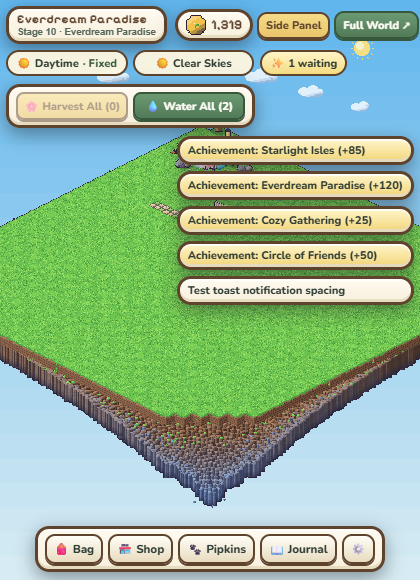 Everdream Paradise
Stage 10 · Everdream Paradise
1,319
Side Panel
Full World ↗
Daytime · Fixed
Clear Skies
1 waiting
Harvest All (0)
Water All (2)
Achievement: Starlight Isles (+85)
Achievement: Everdream Paradise (+120)
Achievement: Cozy Gathering (+25)
Achievement: Circle of Friends (+50)
Test toast notification spacing
Bag
Shop
Pipkins
Journal